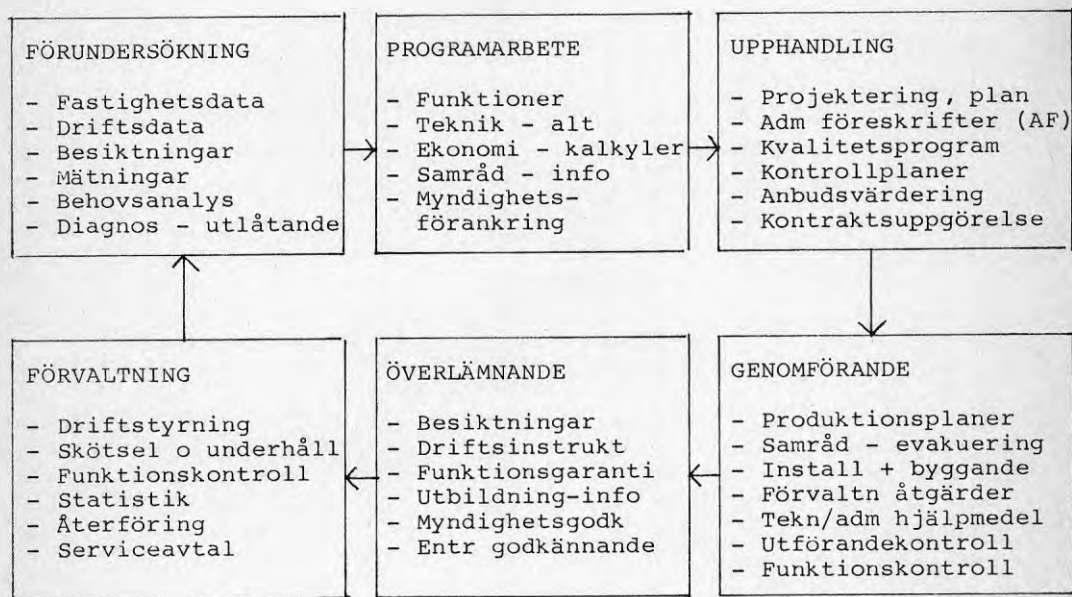 FÖRUNDERSÖKNING
- Fastighetsdata
- Driftsdata
- Besiktningar
- Mätningar
- Behovsanalys
- Diagnos - utlåtande
PROGRAMARBETE
- Funktioner
- Teknik - alt
- Ekonomi - kalkyler
- Samråd - info
- Myndighets-
förankring
UPPHANDLING
- Projektering, plan
- Adm föreskrifter (AF)
- Kvalitetsprogram
- Kontrollplaner
- Anbudsvärdering
- Kontraktsuppgörelse
FÖRVALTNING
- Driftstyrning
- Skötsel o underhåll
- Funktionskontroll
- Statistik
- Återföring
- Serviceavtal
ÖVERLÄMNANDE
- Besiktningar
- Driftsinstrukt
- Funktionsgaranti
- Utbildning-info
- Myndighetsgodk
- Entr godkännande
GENOMFÖRANDE
- Produktionsplaner
- Samråd - evakuering
- Install + byggande
- Förvaltn åtgärder
- Tekn/adm hjälpmedel
- Utförandekontroll
- Funktionskontroll